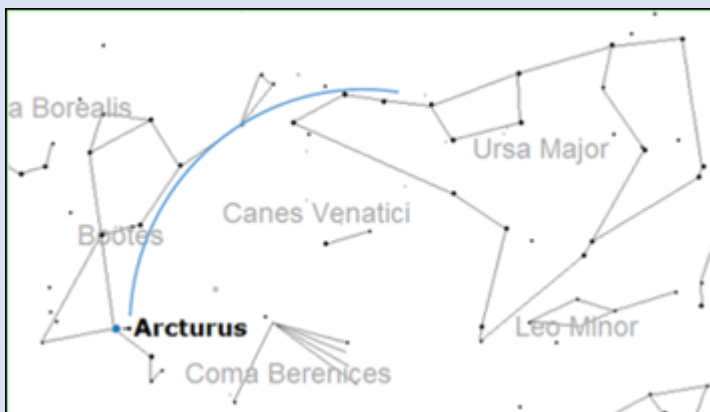 a Borealis
Ursa Major
Canes Venatici
Boötes
Arcturus
Leo Minor
Coma Berenices